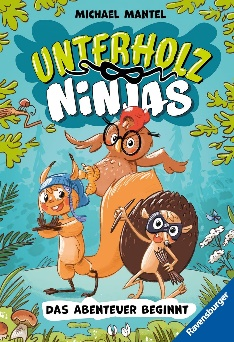 MICHAEL MANTEL
UNTERHOLZ
NINJAS
DAS ABENTEUER BEGINNT
Ravensburger